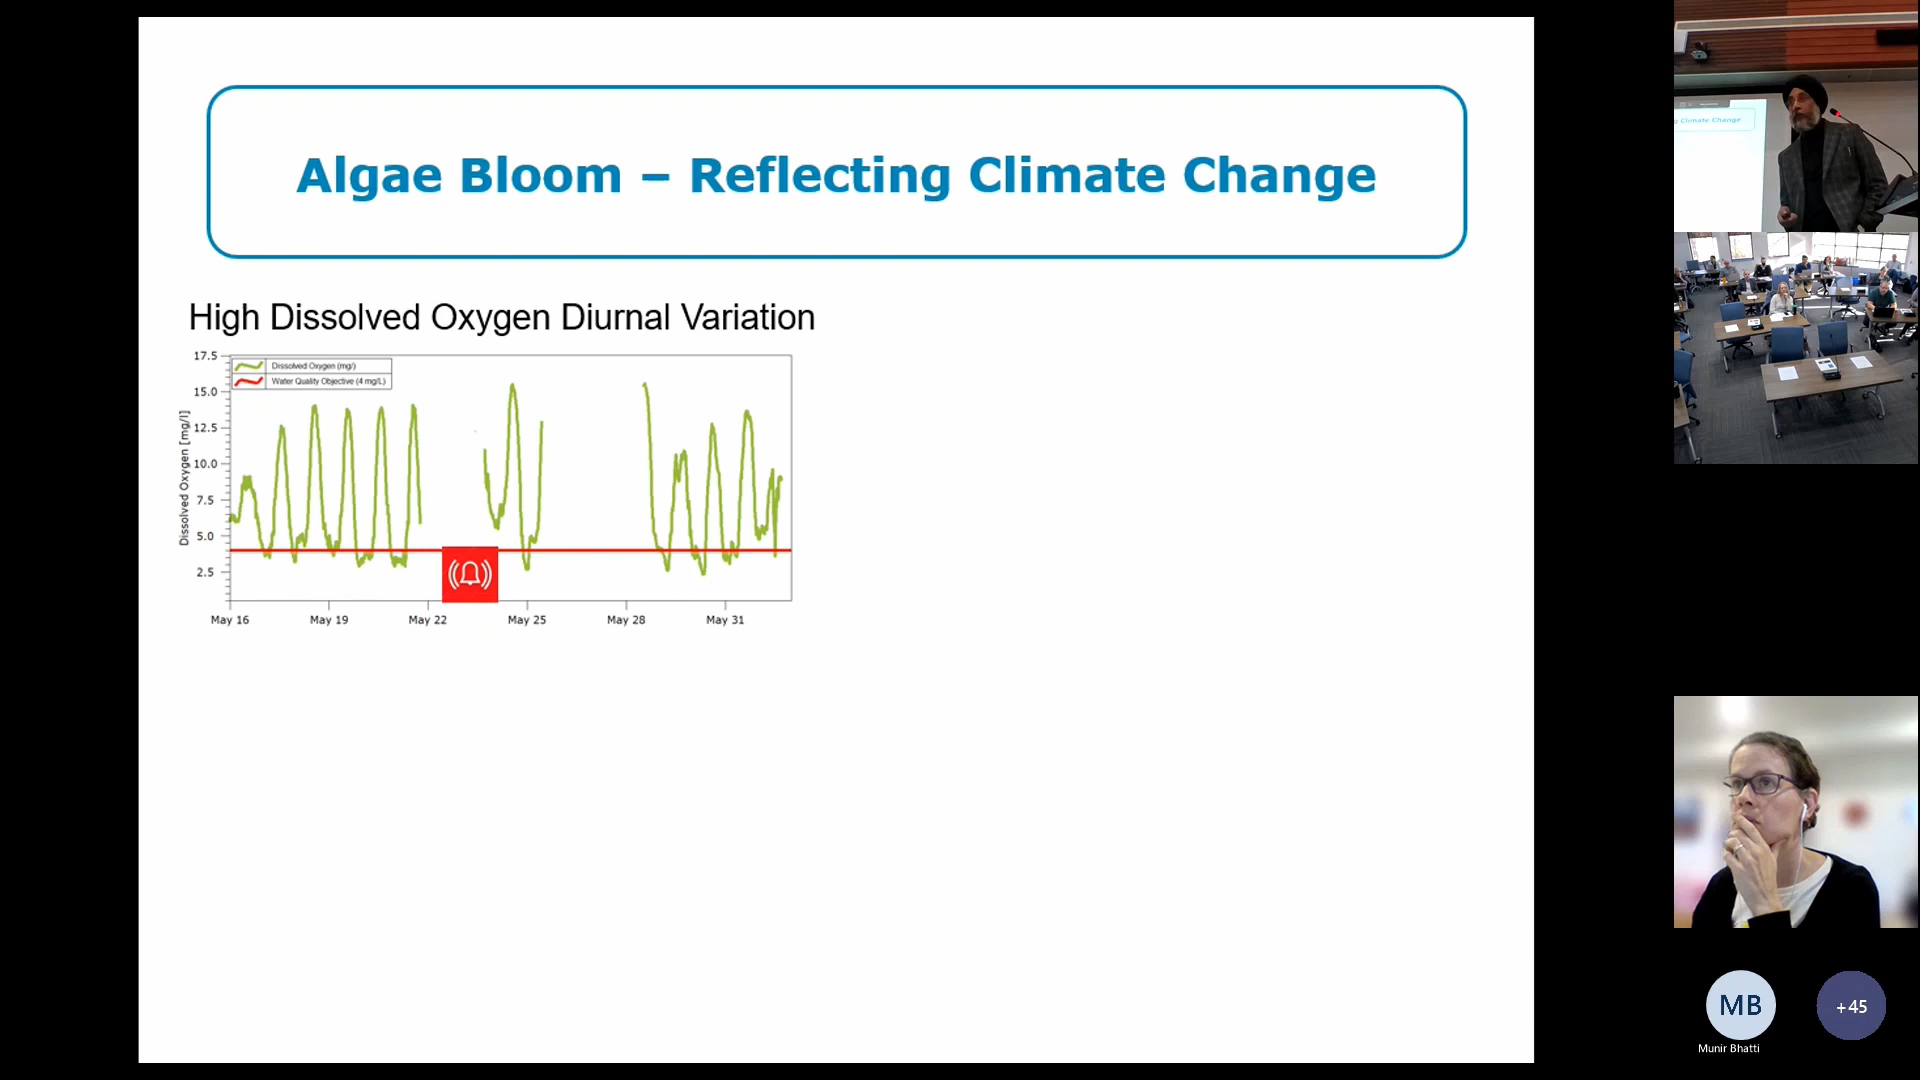 Algae Bloom – Reflecting Climate Change
High Dissolved Oxygen Diurnal Variation
Dissolved Oxygen (mg/)
Water Quality Objective (4 mg/L)
Dissolved Oxygen [mg/l]
17.5
15.0
12.5
10.0
7.5
5.0
2.5
May 16 May 19 May 22 May 25 May 28 May 31
g Climate Change
MB
+45
Munir Bhatti